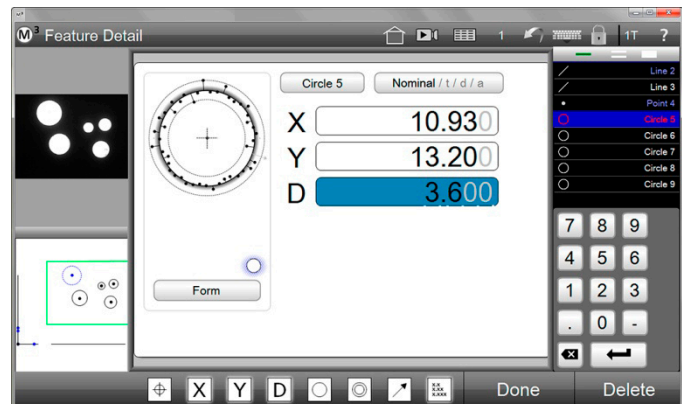 M³ Feature Detail
1
1T
?
Circle 5
Nominal / t / d / a
X 10.930
Y 13.200
D 3.600
Form
Line 2
Line 3
Point 4
Circle 5
Circle 6
Circle 7
Circle 8
Circle 9
7 8 9
4 5 6
1 2 3
. 0 -
X Y D
X.X
X.XX
X.XXX
Done
Delete